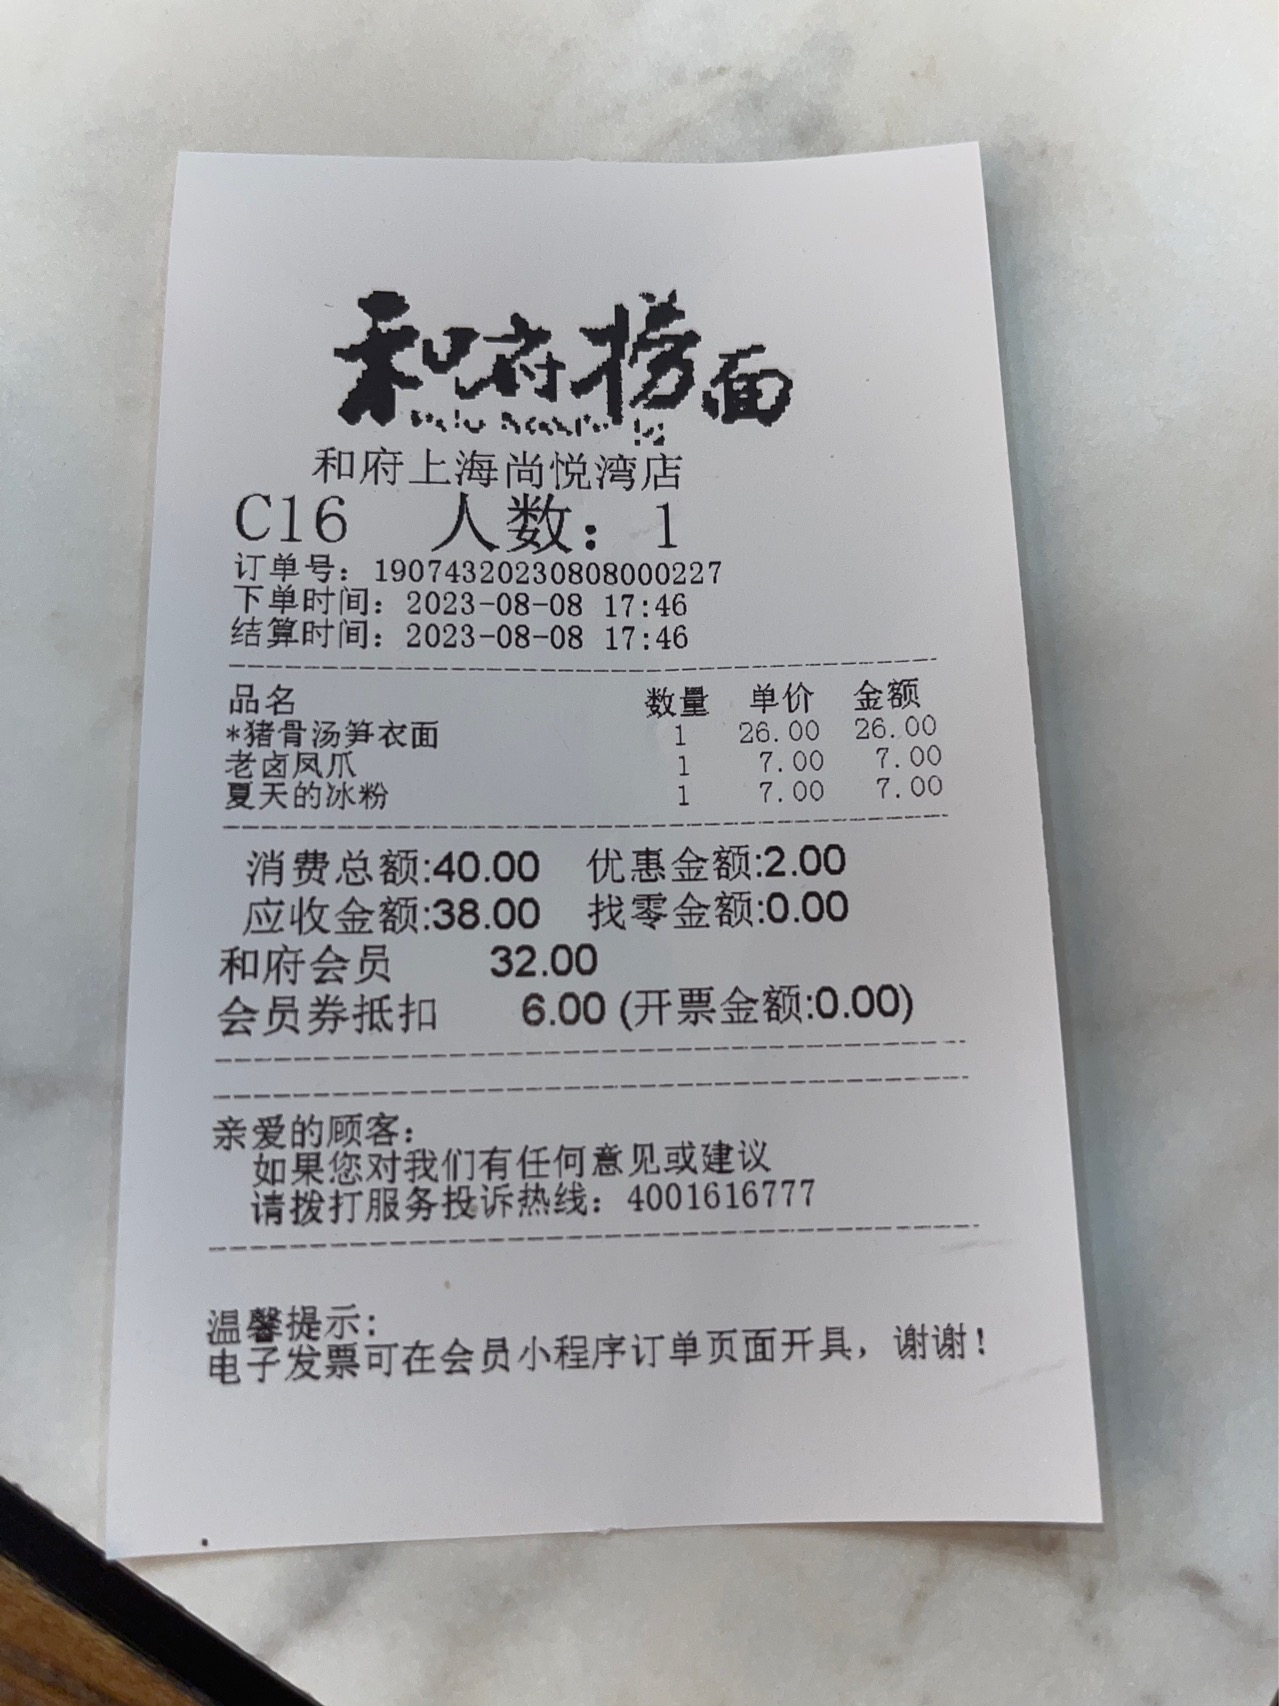 和府捞面
和府上海尚悦湾店
C16 人数：1
订单号：19074320230808000227
下单时间：2023-08-08 17:46
结算时间：2023-08-08 17:46
品名 数量 单价 金额
*猪骨汤笋衣面 1 26.00 26.00
老卤凤爪 1 7.00 7.00
夏天的冰粉 1 7.00 7.00
消费总额:40.00 优惠金额:2.00
应收金额:38.00 找零金额:0.00
和府会员 32.00
会员券抵扣 6.00 (开票金额:0.00)
亲爱的顾客：
如果您对我们有任何意见或建议
请拨打服务投诉热线：4001616777
温馨提示:
电子发票可在会员小程序订单页面开具，谢谢！